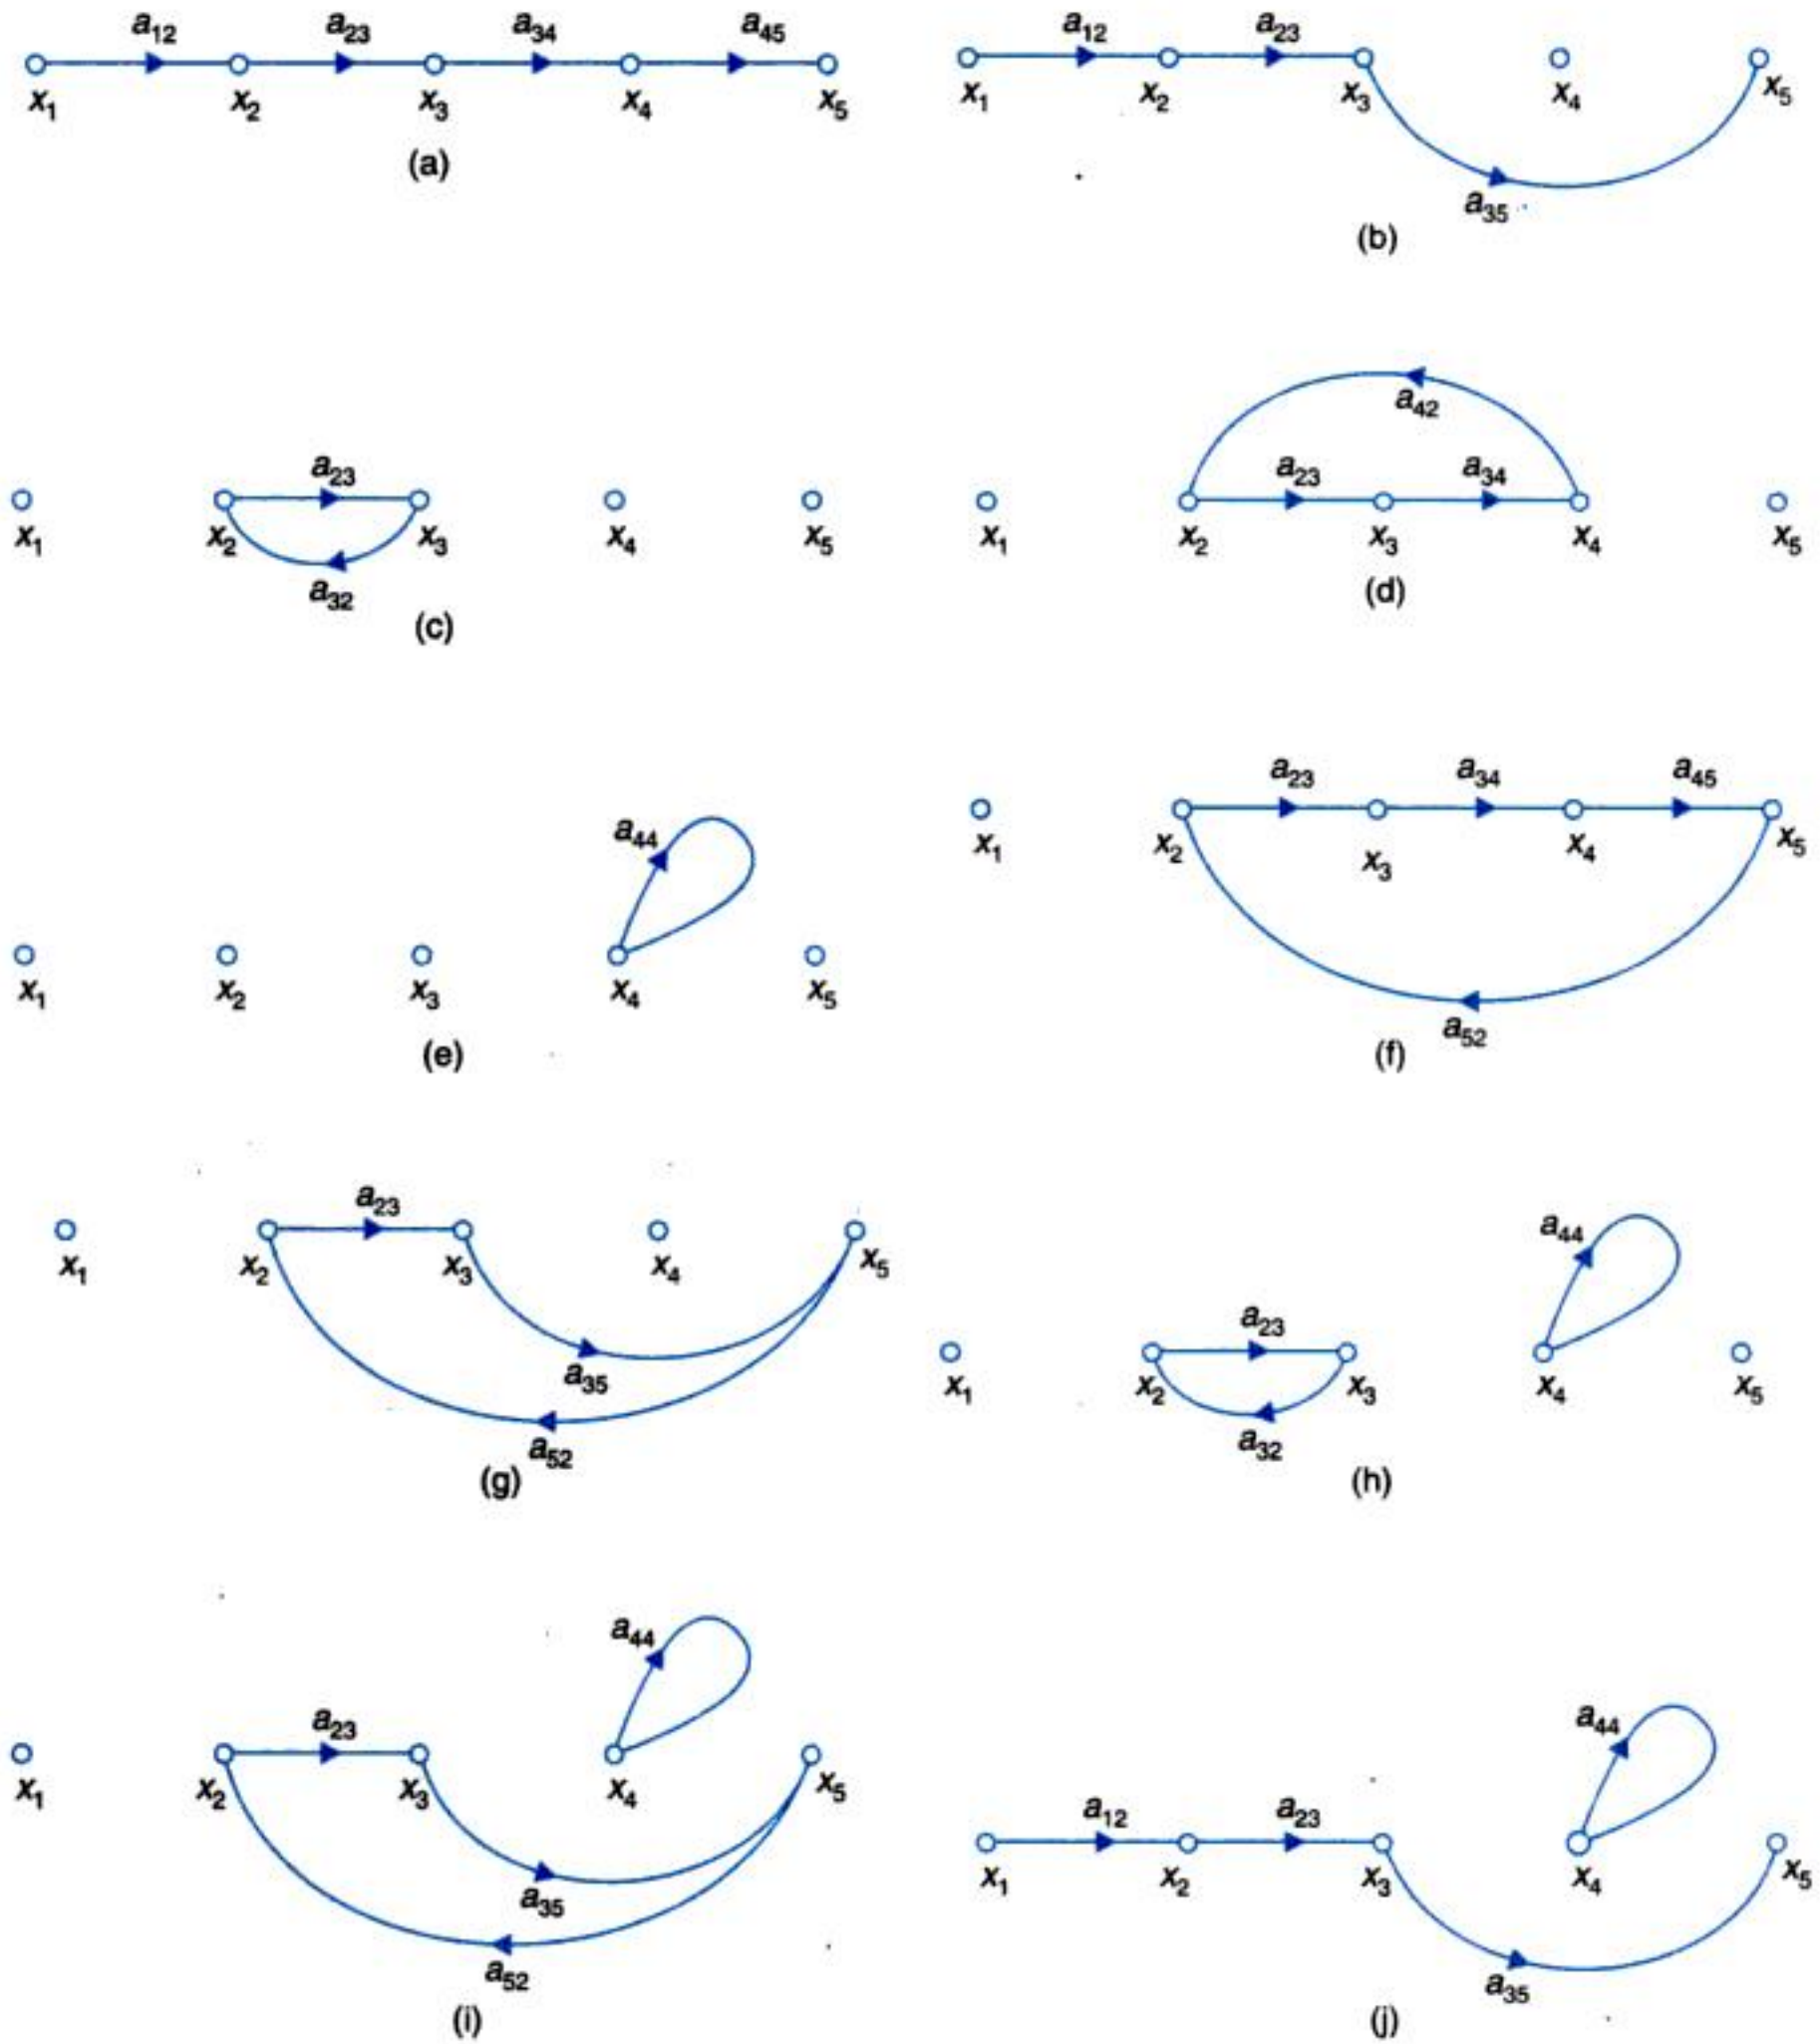 a₁₂ a₂₃ a₃₄ a₄₅
x₁ x₂ x₃ x₄ x₅
(a)
a₁₂ a₂₃
x₁ x₂ x₃ x₄ x₅
a₃₅
(b)
a₂₃
x₁ x₂ x₃ x₄ x₅
a₃₂
(c)
a₄₂
a₂₃ a₃₄
x₁ x₂ x₃ x₄ x₅
(d)
a₄₄
x₁ x₂ x₃ x₄ x₅
(e)
a₂₃ a₃₄ a₄₅
x₁ x₂ x₃ x₄ x₅
a₅₂
(f)
a₂₃
x₁ x₂ x₃ x₄ x₅
a₃₅
a₅₂
(g)
a₄₄
a₂₃
x₁ x₂ x₃ x₄ x₅
a₃₂
(h)
a₄₄
a₂₃
x₁ x₂ x₃ x₄ x₅
a₃₅
a₅₂
(i)
a₄₄
a₁₂ a₂₃
x₁ x₂ x₃ x₄ x₅
a₃₅
(j)